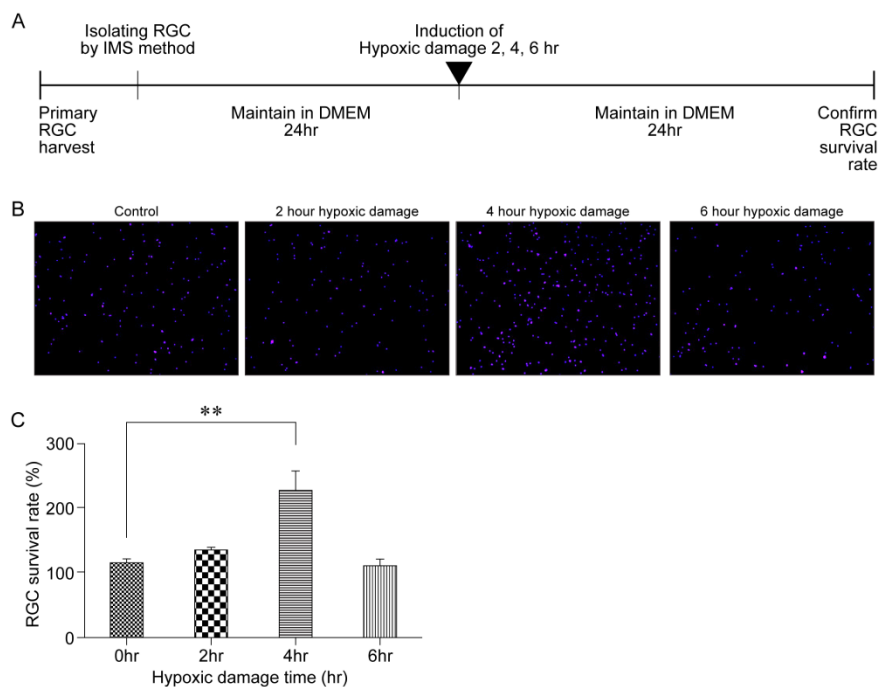 A
Isolating RGC
by IMS method
Induction of
Hypoxic damage 2, 4, 6 hr
Primary
RGC
harvest
Maintain in DMEM
24hr
Maintain in DMEM
24hr
Confirm
RGC
survival
rate
B
Control
2 hour hypoxic damage
4 hour hypoxic damage
6 hour hypoxic damage
C
**
300
200
100
0
RGC survival rate (%)
0hr
2hr
4hr
6hr
Hypoxic damage time (hr)